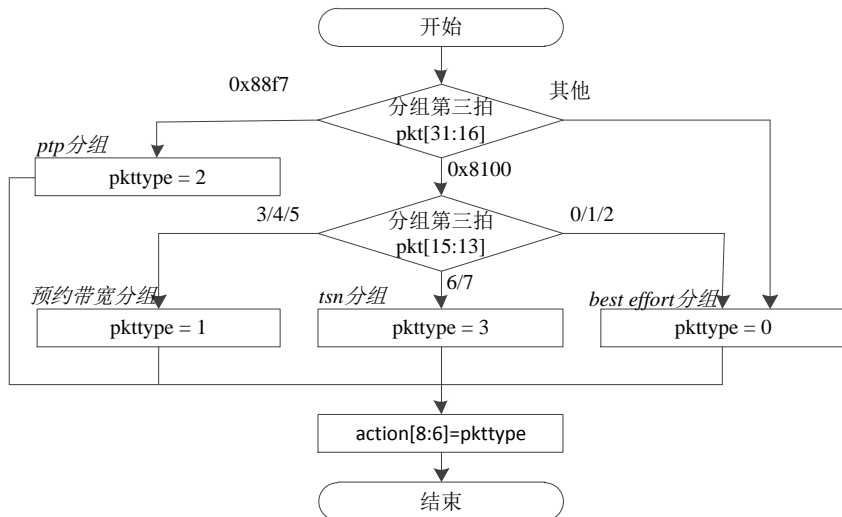 开始
0x88f7
其他
分组第三拍
pkt[31:16]
ptp分组
pkttype = 2
0x8100
3/4/5
分组第三拍
pkt[15:13]
0/1/2
6/7
预约带宽分组
tsn分组
best effort分组
pkttype = 1
pkttype = 3
pkttype = 0
action[8:6]=pkttype
结束